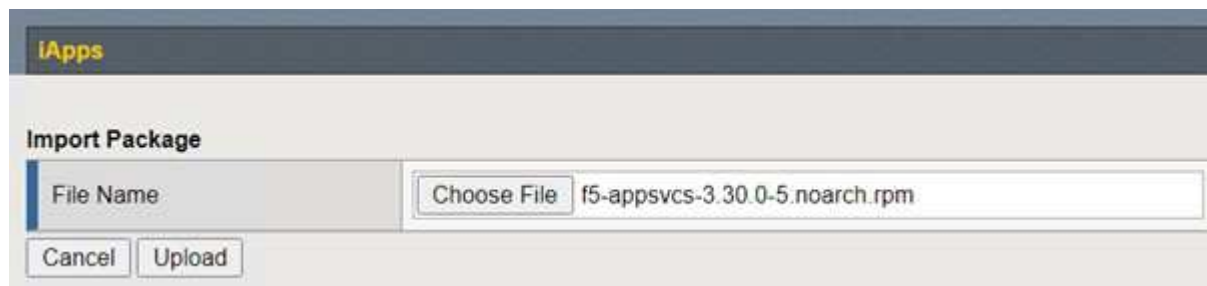 iApps
Import Package
File Name Choose File f5-appsvcs-3.30.0-5.noarch.rpm
Cancel Upload